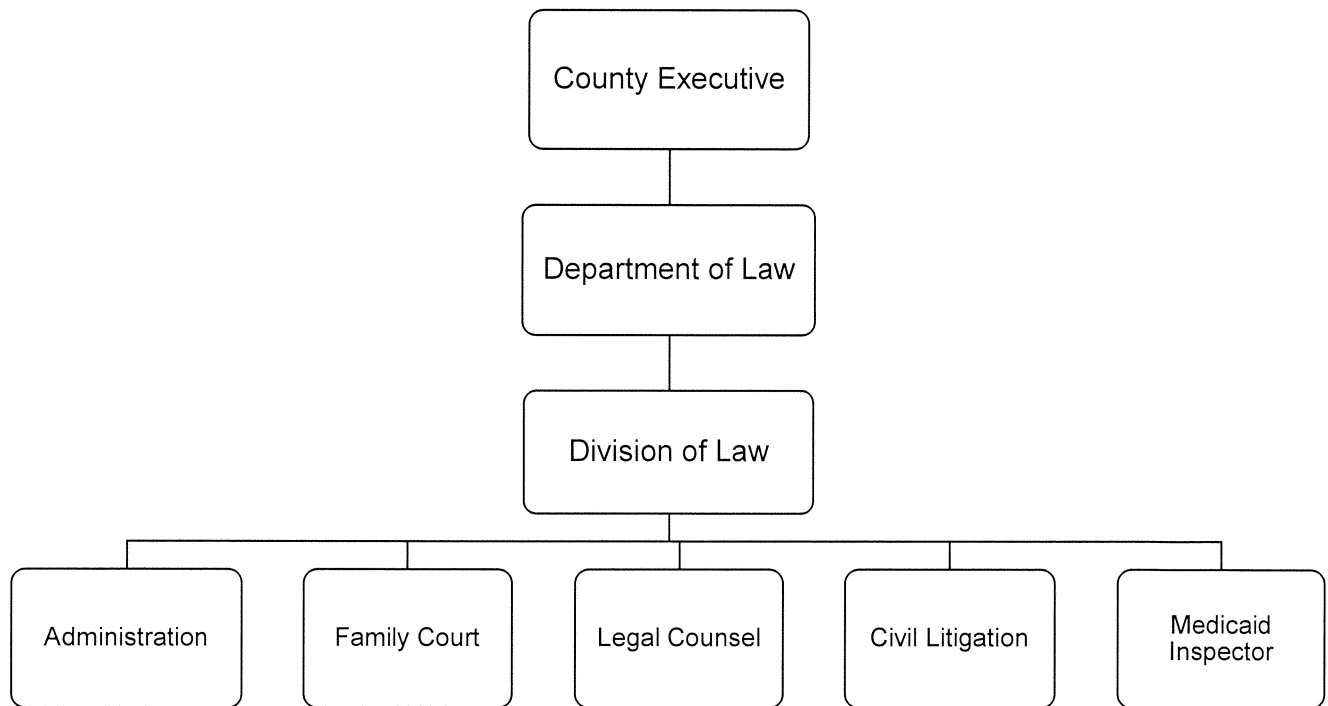 County Executive
Department of Law
Division of Law
Administration
Family Court
Legal Counsel
Civil Litigation
Medicaid
Inspector